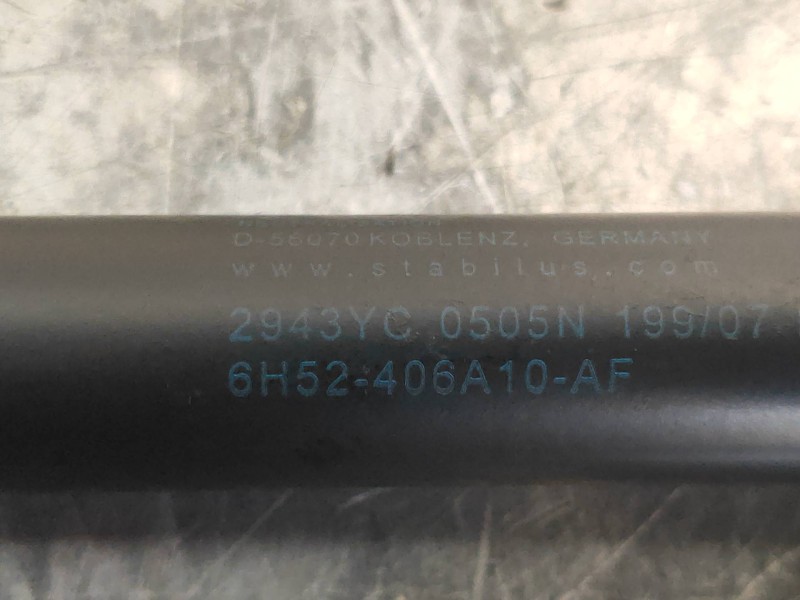 D-56070 KOBLENZ, GERMANY
www.stabilus.com
2943YC 0505N 199/07
6H52-406A10-AF